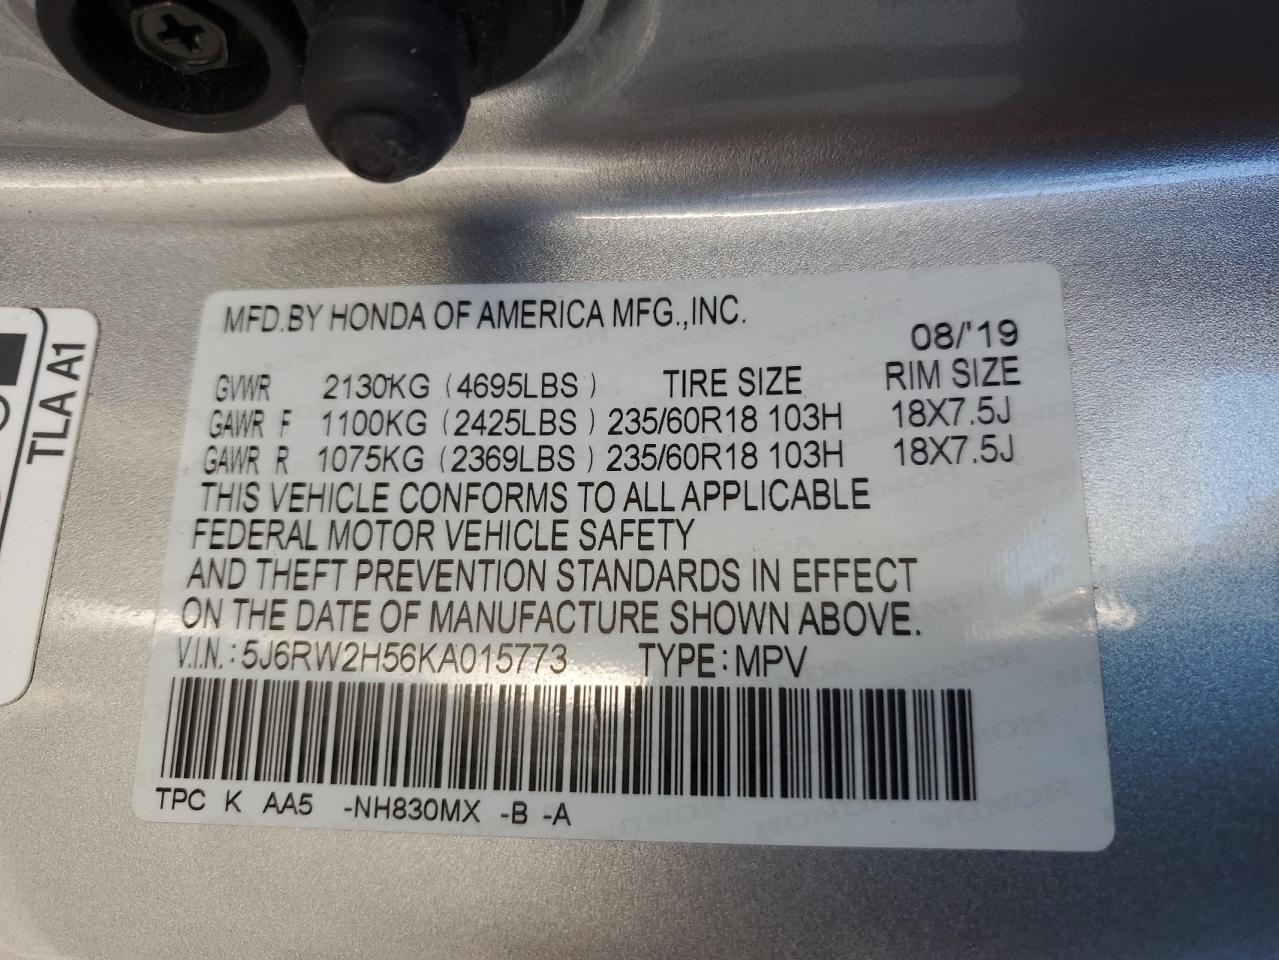 MFD.BY HONDA OF AMERICA MFG.,INC.
08/'19
GVWR 2130KG (4695LBS) TIRE SIZE RIM SIZE
GAWR F 1100KG (2425LBS) 235/60R18 103H 18X7.5J
GAWR R 1075KG (2369LBS) 235/60R18 103H 18X7.5J
THIS VEHICLE CONFORMS TO ALL APPLICABLE
FEDERAL MOTOR VEHICLE SAFETY
AND THEFT PREVENTION STANDARDS IN EFFECT
ON THE DATE OF MANUFACTURE SHOWN ABOVE.
V.I.N.: 5J6RW2H56KA015773 TYPE: MPV
TPC K AA5 -NH830MX -B -A
TLA A1